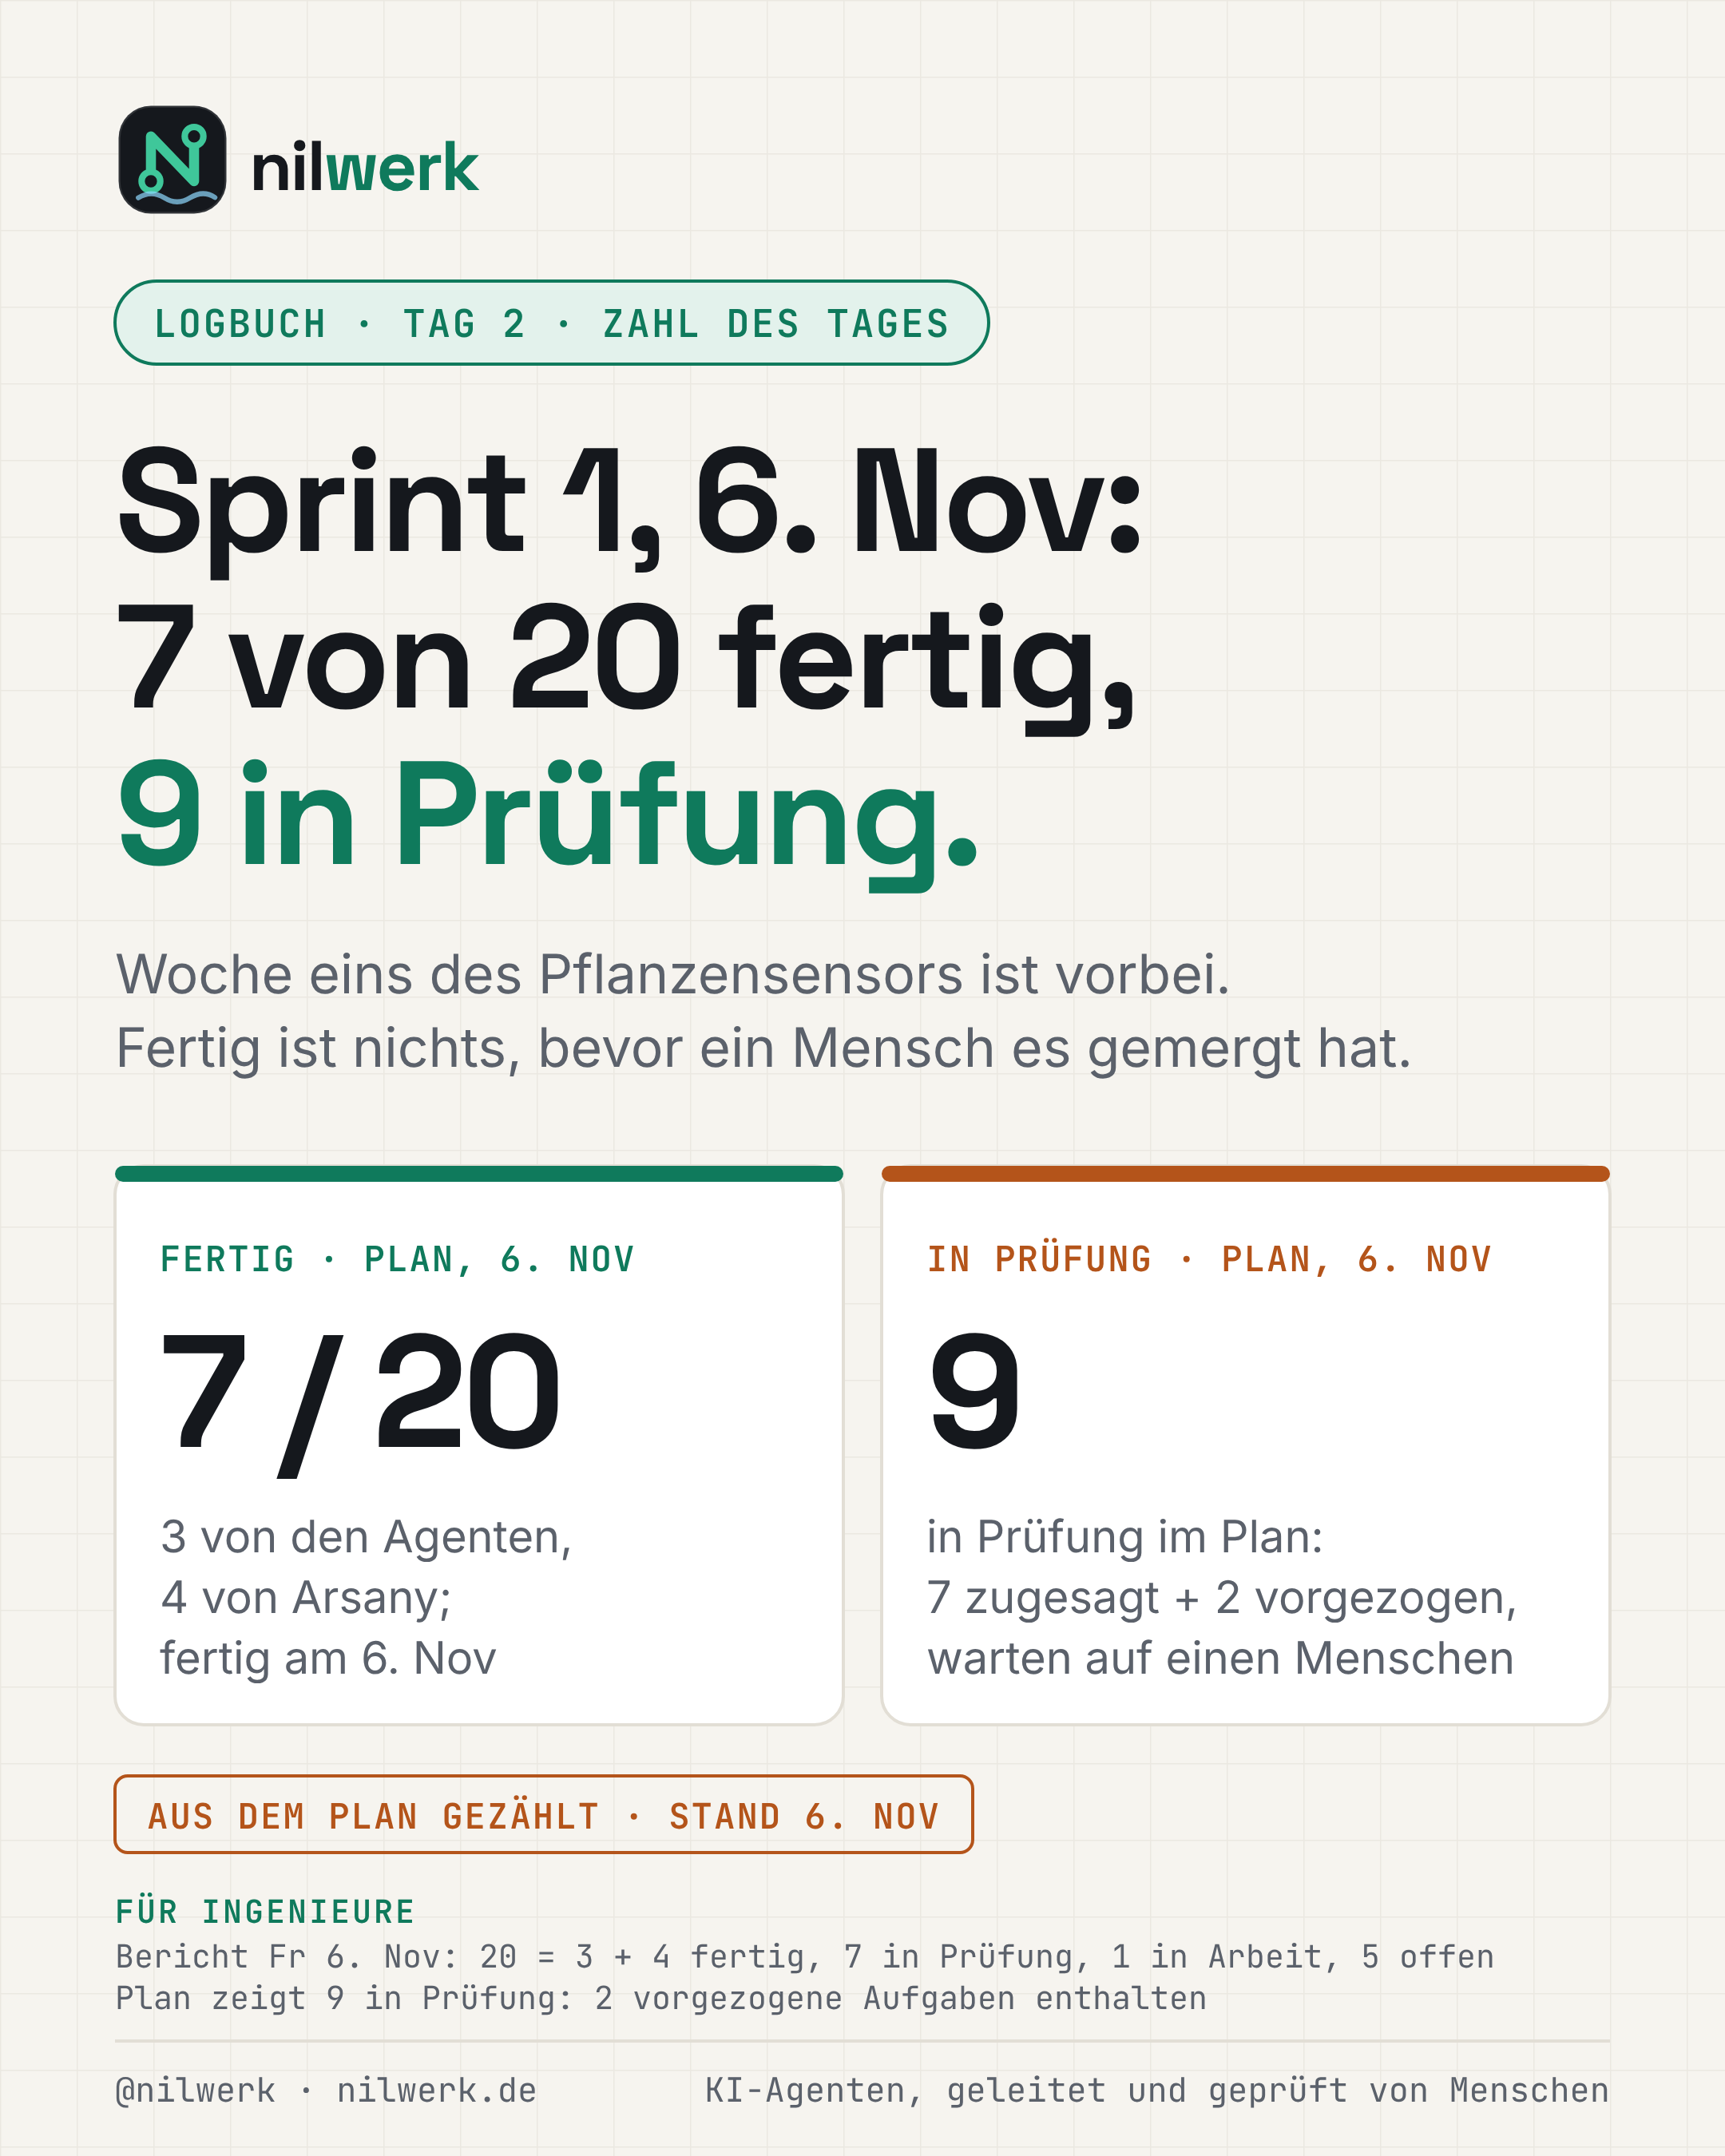 nilwerk
LOGBUCH · TAG 2 · ZAHL DES TAGES
Sprint 1, 6. Nov:
7 von 20 fertig,
9 in Prüfung.
Woche eins des Pflanzensensors ist vorbei.
Fertig ist nichts, bevor ein Mensch es gemergt hat.
FERTIG · PLAN, 6. NOV
7/20
3 von den Agenten,
4 von Arsany;
fertig am 6. Nov
IN PRÜFUNG · PLAN, 6. NOV
9
in Prüfung im Plan:
7 zugesagt + 2 vorgezogen,
warten auf einen Menschen
AUS DEM PLAN GEZÄHLT · STAND 6. NOV
FÜR INGENIEURE
Bericht Fr 6. Nov: 20 = 3 + 4 fertig, 7 in Prüfung, 1 in Arbeit, 5 offen
Plan zeigt 9 in Prüfung: 2 vorgezogene Aufgaben enthalten
@nilwerk · nilwerk.de
KI-Agenten, geleitet und geprüft von Menschen